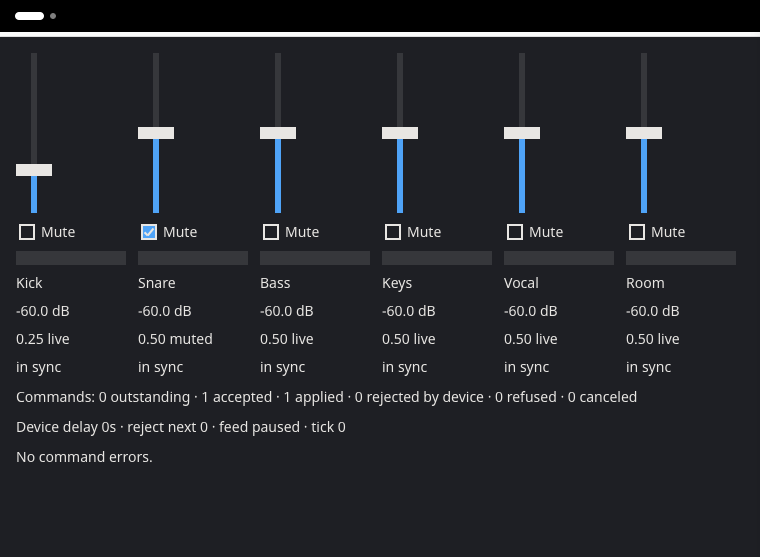 Mute Mute Mute Mute Mute Mute
Kick Snare Bass Keys Vocal Room
-60.0 dB -60.0 dB -60.0 dB -60.0 dB -60.0 dB -60.0 dB
0.25 live 0.50 muted 0.50 live 0.50 live 0.50 live 0.50 live
in sync in sync in sync in sync in sync in sync
Commands: 0 outstanding · 1 accepted · 1 applied · 0 rejected by device · 0 refused · 0 canceled
Device delay 0s · reject next 0 · feed paused · tick 0
No command errors.